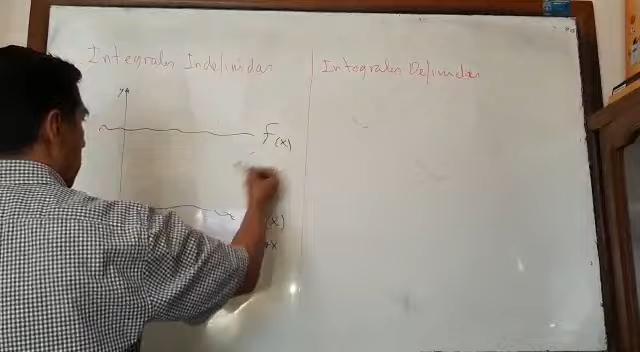 Integrales Indefinidas
Integrales Definidas
y
F(x)
(x)
x